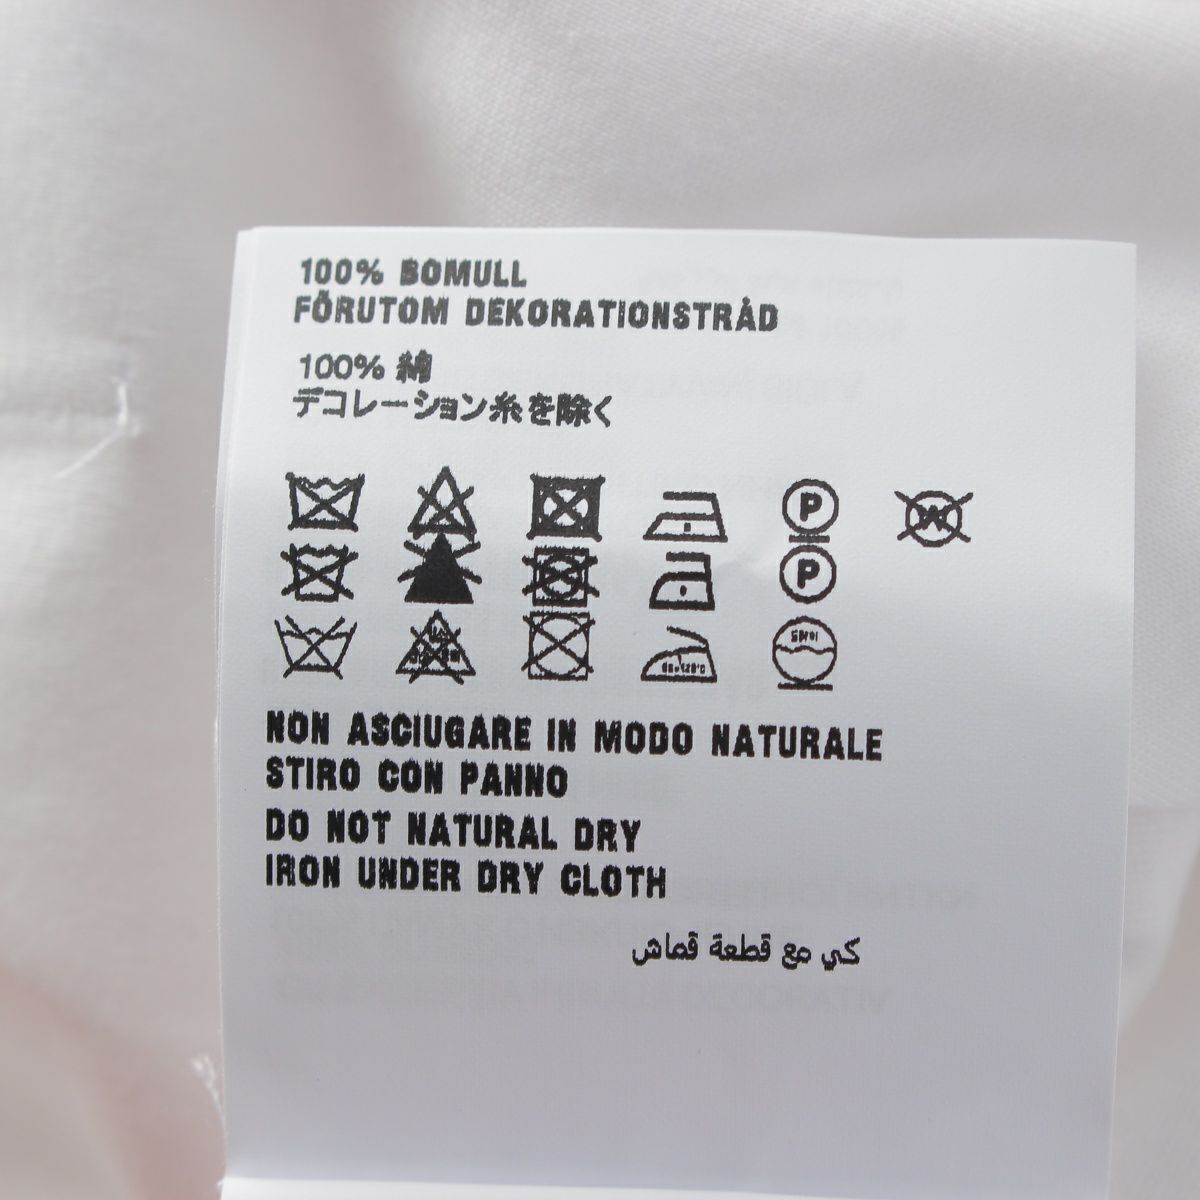 100% BOMULL
FÖRUTOM DEKORATIONSTRÅD
100% 綿
デコレーション糸を除く
P
W
P
NON ASCIUGARE IN MODO NATURALE
STIRO CON PANNO
DO NOT NATURAL DRY
IRON UNDER DRY CLOTH
كي مع قطعة قماش